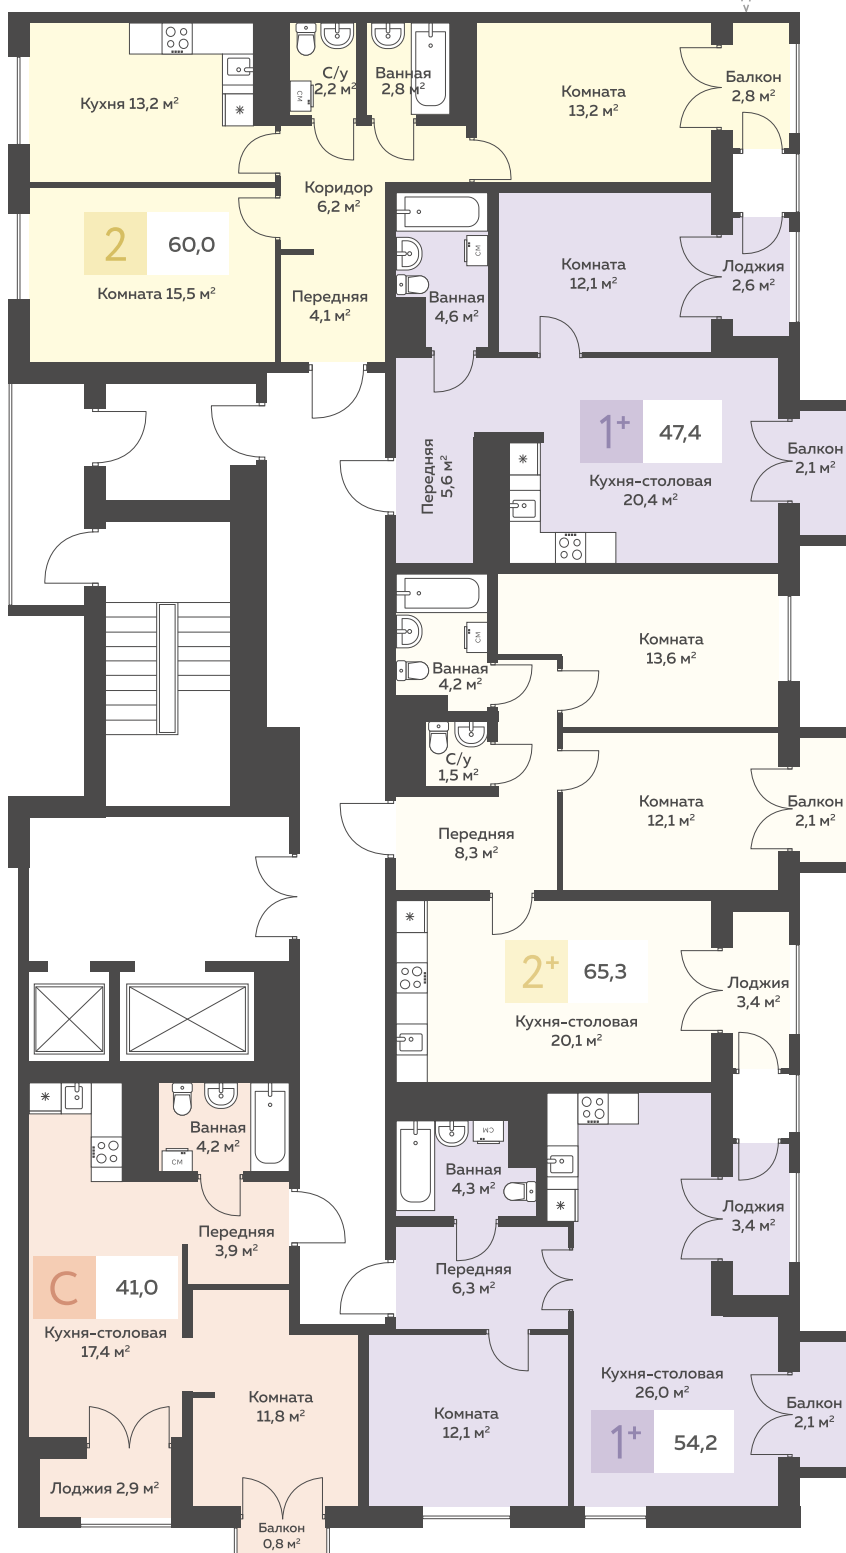 Кухня 13,2 м²
С/у
2,2 м²
СМ
Ванная
2,8 м²
Комната
13,2 м²
Балкон
2,8 м²
Коридор
6,2 м²
2
60,0
Комната 15,5 м²
Передняя
4,1 м²
СМ
Ванная
4,6 м²
Комната
12,1 м²
Лоджия
2,6 м²
1+
47,4
Передняя
5,6 м²
Кухня-столовая
20,4 м²
Балкон
2,1 м²
СМ
Ванная
4,2 м²
Комната
13,6 м²
С/у
1,5 м²
Комната
12,1 м²
Балкон
2,1 м²
Передняя
8,3 м²
2+
65,3
Кухня-столовая
20,1 м²
Лоджия
3,4 м²
Ванная
4,2 м²
СМ
СМ
Ванная
4,3 м²
Лоджия
3,4 м²
Передняя
3,9 м²
Передняя
6,3 м²
С
41,0
Кухня-столовая
17,4 м²
Комната
11,8 м²
Комната
12,1 м²
Кухня-столовая
26,0 м²
Балкон
2,1 м²
1+
54,2
Лоджия 2,9 м²
Балкон
0,8 м²